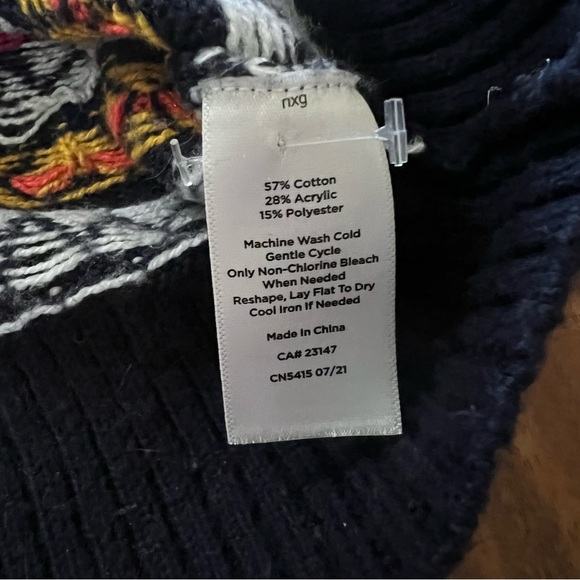 nxg
57% Cotton
28% Acrylic
15% Polyester
Machine Wash Cold
Gentle Cycle
Only Non-Chlorine Bleach
When Needed
Reshape, Lay Flat To Dry
Cool Iron If Needed
Made In China
CA# 23147
CN5415 07/21